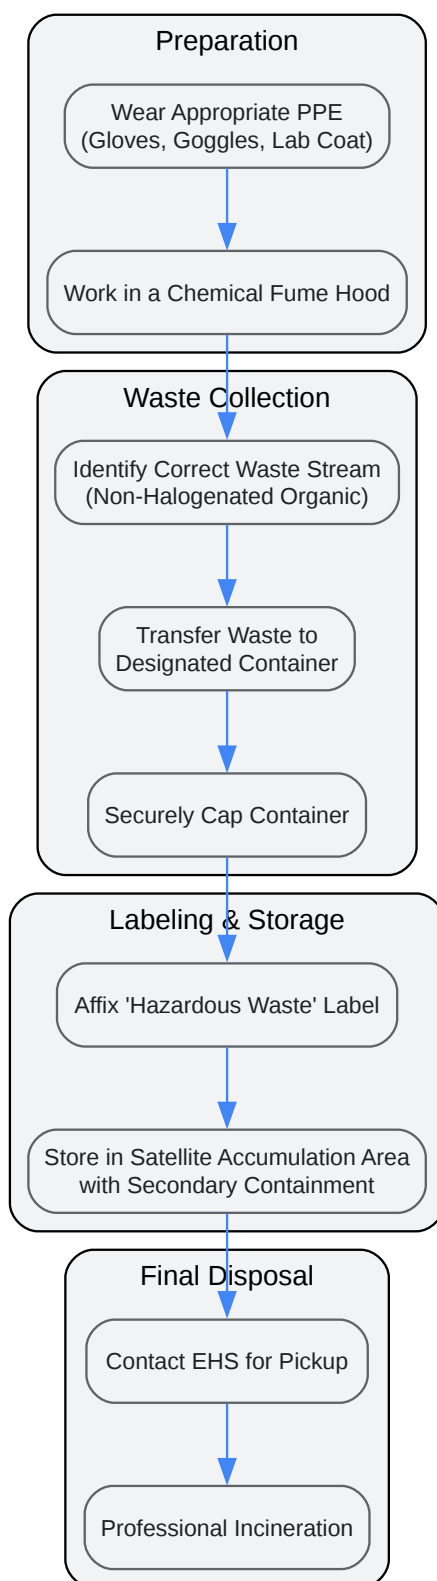 Preparation
Wear Appropriate PPE
(Gloves, Goggles, Lab Coat)
Work in a Chemical Fume Hood
Waste Collection
Identify Correct Waste Stream
(Non-Halogenated Organic)
Transfer Waste to
Designated Container
Securely Cap Container
Labeling & Storage
Affix 'Hazardous Waste' Label
Store in Satellite Accumulation Area
with Secondary Containment
Final Disposal
Contact EHS for Pickup
Professional Incineration